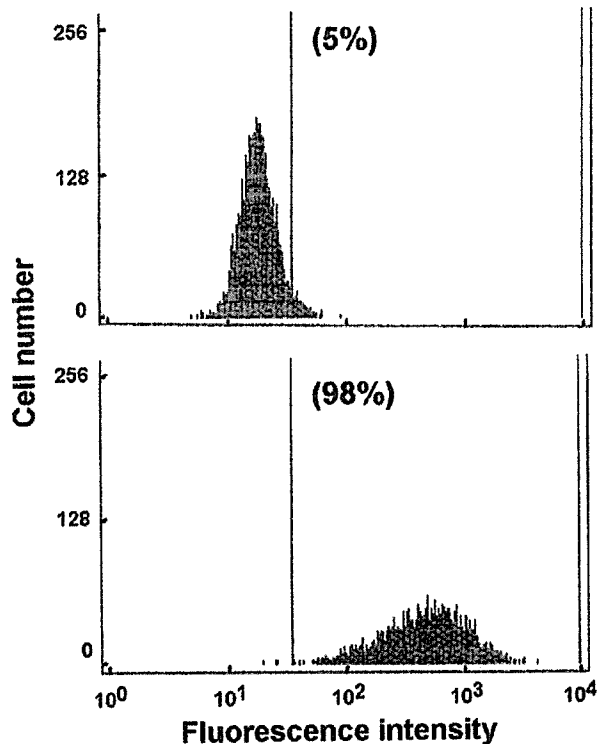 256
(5%)
128
0
Cell number
256
(98%)
128
0
10⁰ 10¹ 10² 10³ 10⁴
Fluorescence intensity